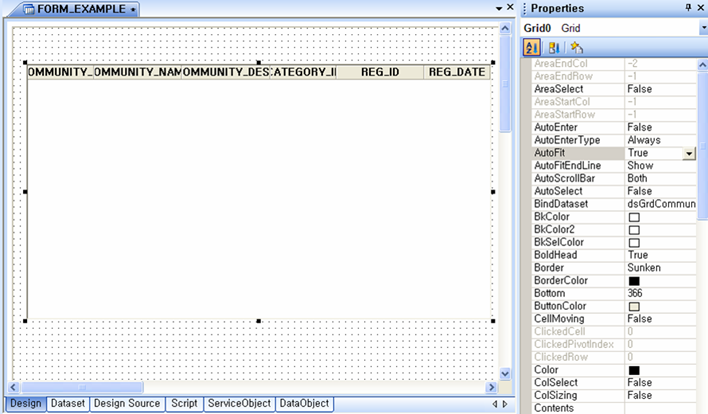 FORM_EXAMPLE
OMMUNITY_ OMMUNITY_NAM OMMUNITY_DES CATEGORY_II REG_ID REG_DATE
Design Dataset Design Source Script ServiceObject DataObject
Properties
Grid0 Grid
AreaEndCol -2
AreaEndRow -1
AreaSelect False
AreaStartCol -1
AreaStartRow -1
AutoEnter False
AutoEnterType Always
AutoFit True
AutoFitEndLine Show
AutoScrollBar Both
AutoSelect False
BindDataset dsGrdCommun
BkColor
BkColor2
BkSelColor
BoldHead True
Border Sunken
BorderColor
Bottom 366
ButtonColor
CellMoving False
ClickedCell 0
ClickedPivotIndex 0
ClickedRow 0
Color
ColSelect False
ColSizing False
Contents